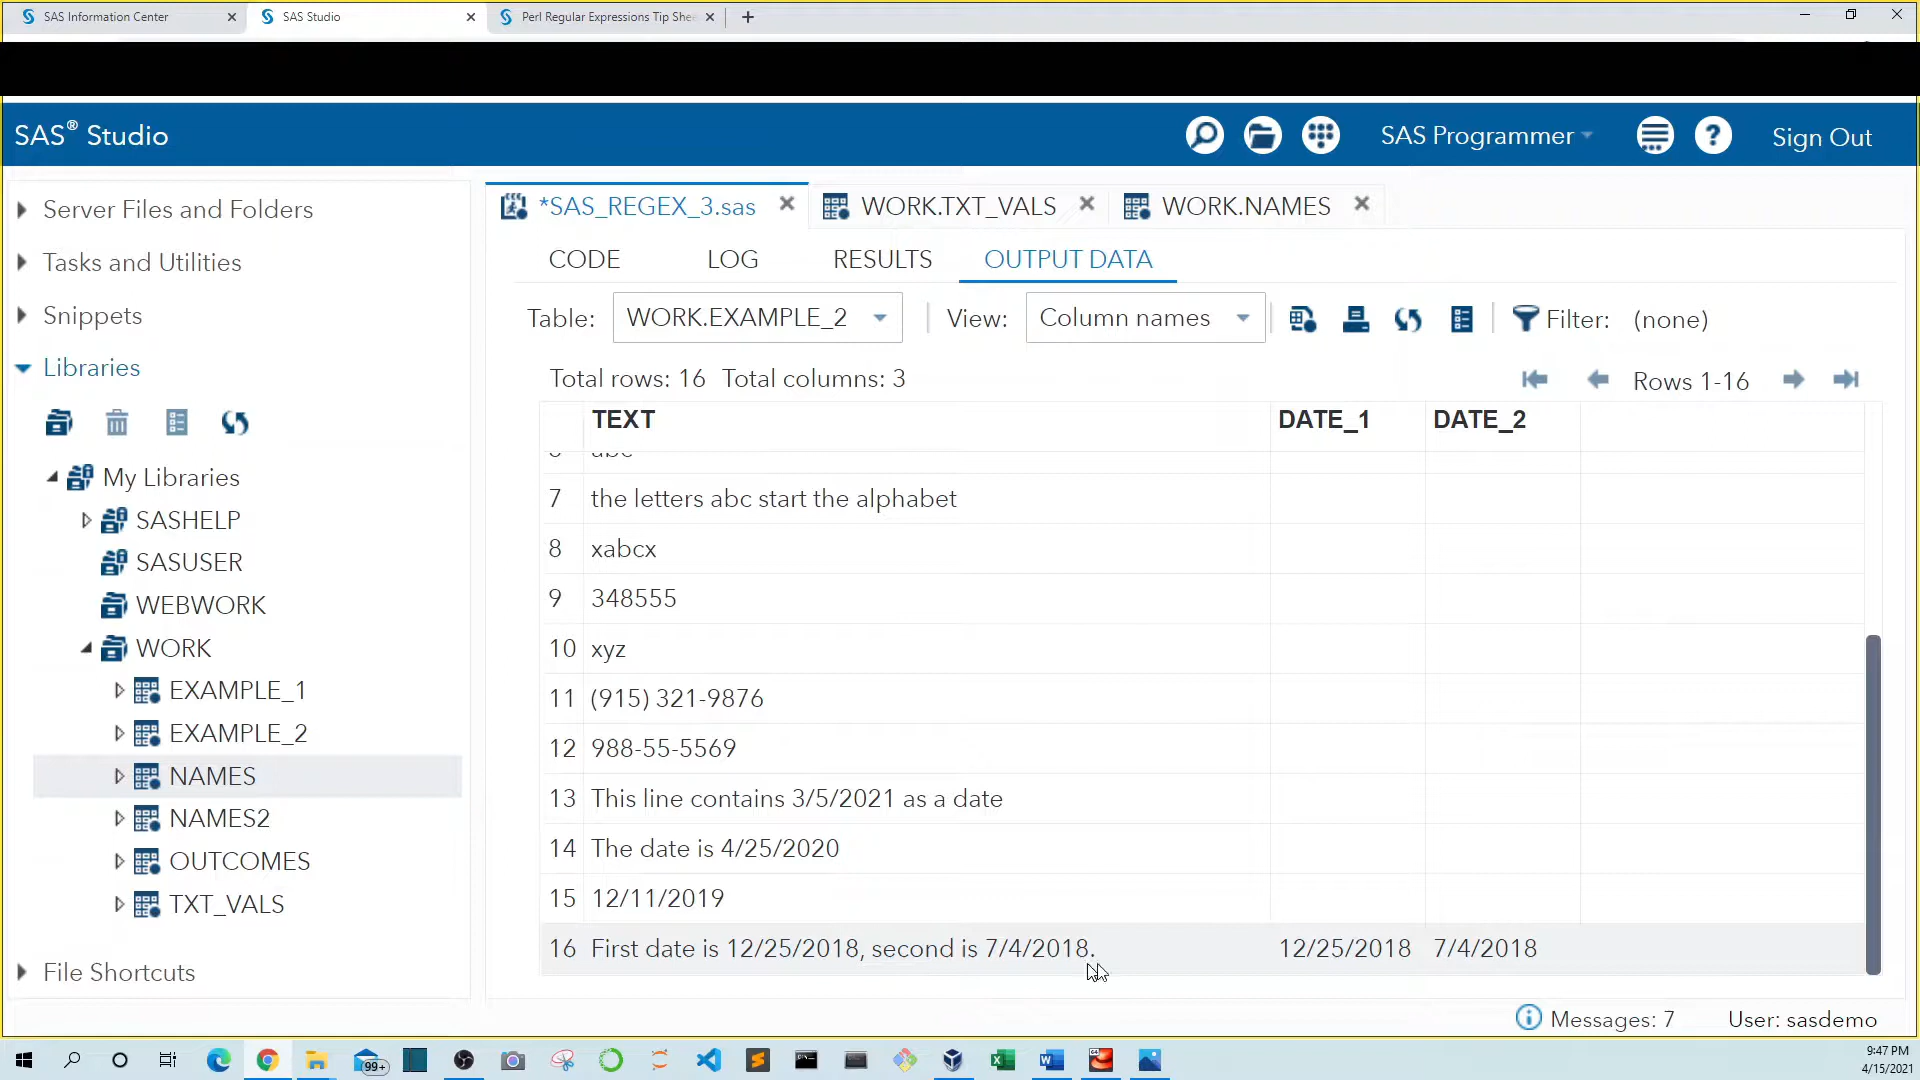 SAS Information Center
SAS Studio
Perl Regular Expressions Tip She
SAS® Studio
SAS Programmer
Sign Out
Server Files and Folders
Tasks and Utilities
Snippets
Libraries
My Libraries
SASHELP
SASUSER
WEBWORK
WORK
EXAMPLE_1
EXAMPLE_2
NAMES
NAMES2
OUTCOMES
TXT_VALS
File Shortcuts
*SAS_REGEX_3.sas
WORK.TXT_VALS
WORK.NAMES
CODE LOG RESULTS OUTPUT DATA
Table: WORK.EXAMPLE_2 View: Column names Filter: (none)
Total rows: 16 Total columns: 3 Rows 1-16
TEXT DATE_1 DATE_2
7 the letters abc start the alphabet
8 xabcx
9 348555
10 xyz
11 (915) 321-9876
12 988-55-5569
13 This line contains 3/5/2021 as a date
14 The date is 4/25/2020
15 12/11/2019
16 First date is 12/25/2018, second is 7/4/2018. 12/25/2018 7/4/2018
Messages: 7 User: sasdemo
99+
9:47 PM
4/15/2021